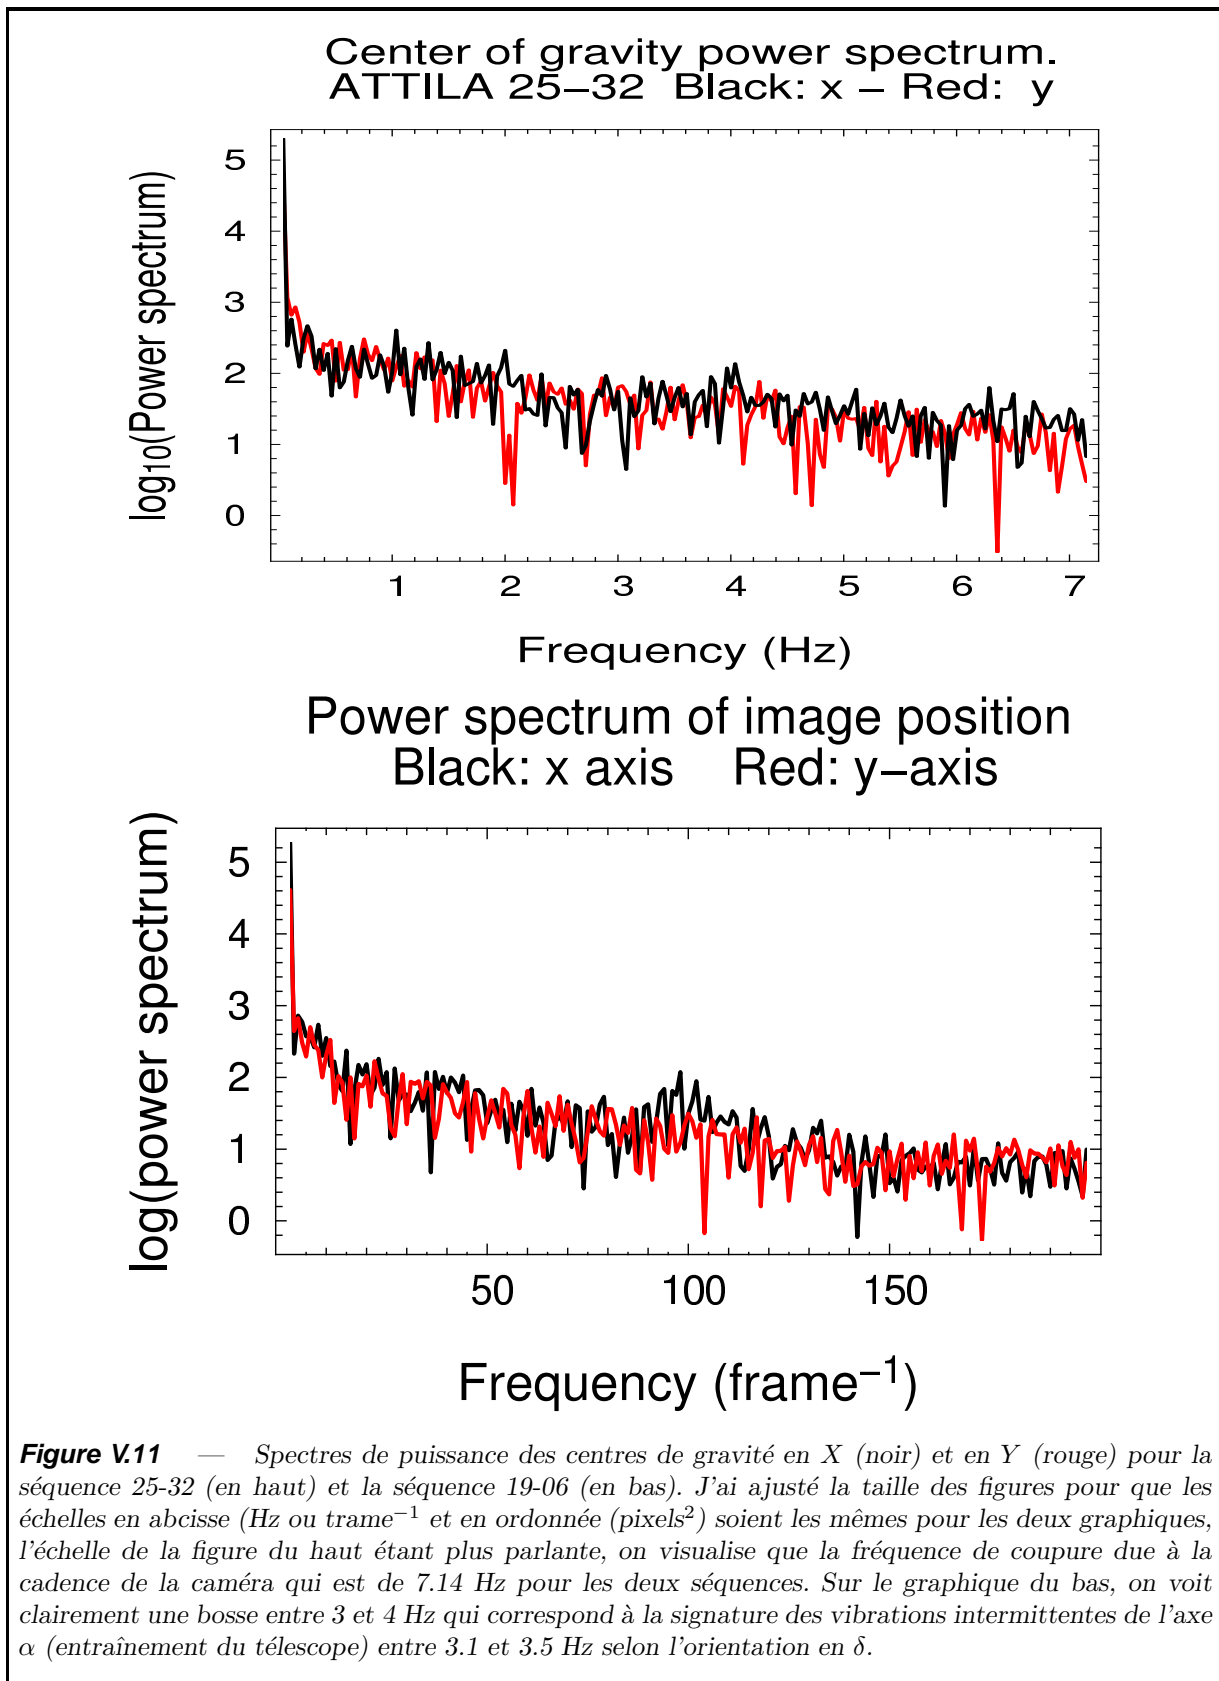 Center of gravity power spectrum.
ATTILA 25–32 Black: x – Red: y
log10(Power spectrum)
5
4
3
2
1
0
1 2 3 4 5 6 7
Frequency (Hz)
Power spectrum of image position
Black: x axis Red: y–axis
log(power spectrum)
5
4
3
2
1
0
50 100 150
Frequency (frame−1)
Figure V.11 — Spectres de puissance des centres de gravité en X (noir) et en Y (rouge) pour la
séquence 25-32 (en haut) et la séquence 19-06 (en bas). J'ai ajusté la taille des figures pour que les
échelles en abcisse (Hz ou trame−1 et en ordonnée (pixels2) soient les mêmes pour les deux graphiques,
l'échelle de la figure du haut étant plus parlante, on visualise que la fréquence de coupure due à la
cadence de la caméra qui est de 7.14 Hz pour les deux séquences. Sur le graphique du bas, on voit
clairement une bosse entre 3 et 4 Hz qui correspond à la signature des vibrations intermittentes de l'axe
α (entraînement du télescope) entre 3.1 et 3.5 Hz selon l'orientation en δ.